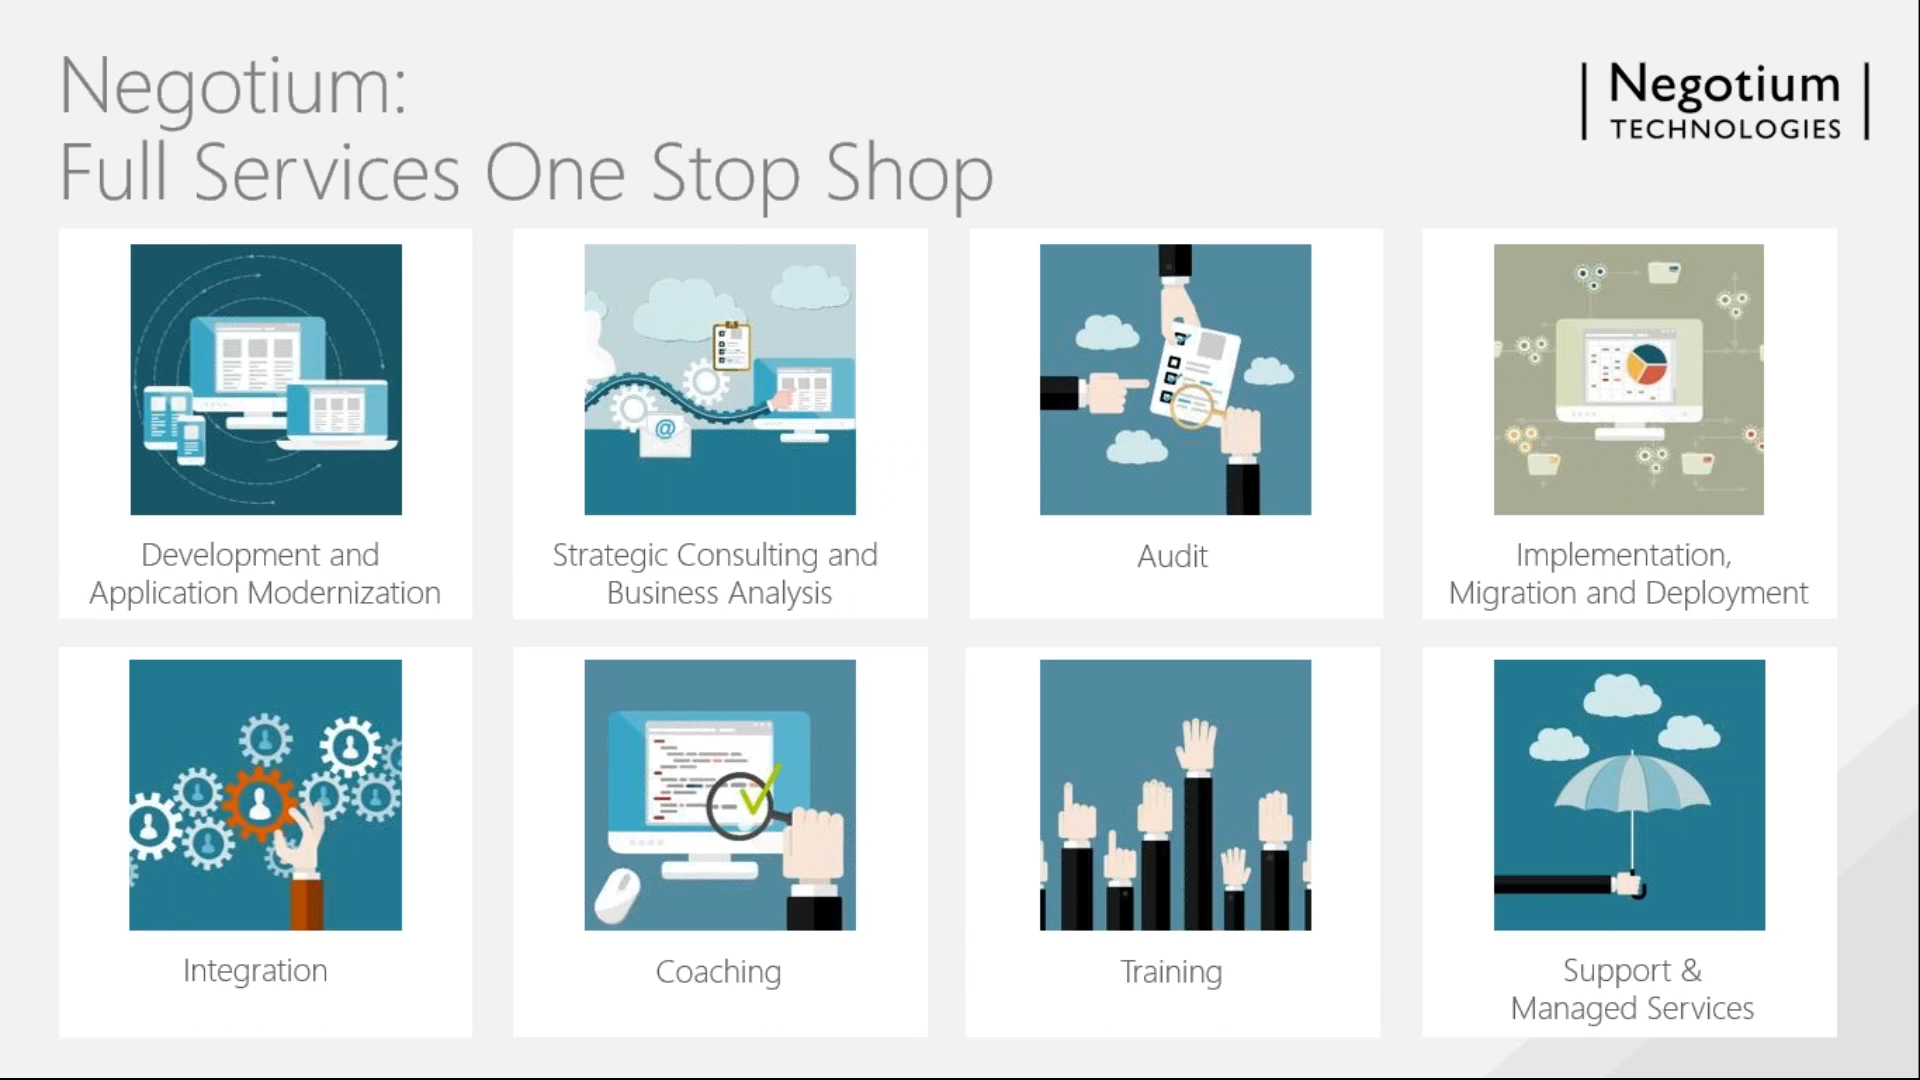 Negotium:
Full Services One Stop Shop
Negotium
TECHNOLOGIES
Development and
Application Modernization
Strategic Consulting and
Business Analysis
@
Audit
Implementation,
Migration and Deployment
Integration
Coaching
Training
Support &
Managed Services